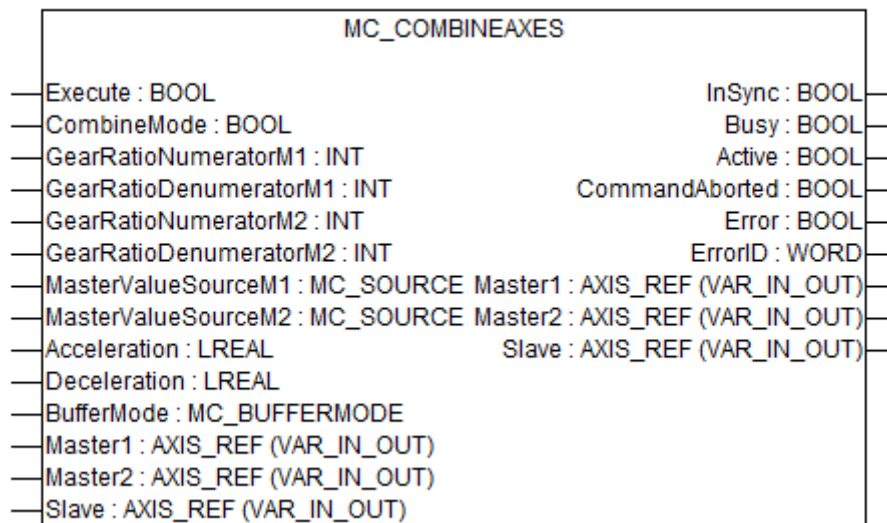 MC_COMBINEAXES
Execute : BOOL InSync : BOOL
CombineMode : BOOL Busy : BOOL
GearRatioNumeratorM1 : INT Active : BOOL
GearRatioDenumeratorM1 : INT CommandAborted : BOOL
GearRatioNumeratorM2 : INT Error : BOOL
GearRatioDenumeratorM2 : INT ErrorID : WORD
MasterValueSourceM1 : MC_SOURCE Master1 : AXIS_REF (VAR_IN_OUT)
MasterValueSourceM2 : MC_SOURCE Master2 : AXIS_REF (VAR_IN_OUT)
Acceleration : LREAL Slave : AXIS_REF (VAR_IN_OUT)
Deceleration : LREAL
BufferMode : MC_BUFFERMODE
Master1 : AXIS_REF (VAR_IN_OUT)
Master2 : AXIS_REF (VAR_IN_OUT)
Slave : AXIS_REF (VAR_IN_OUT)